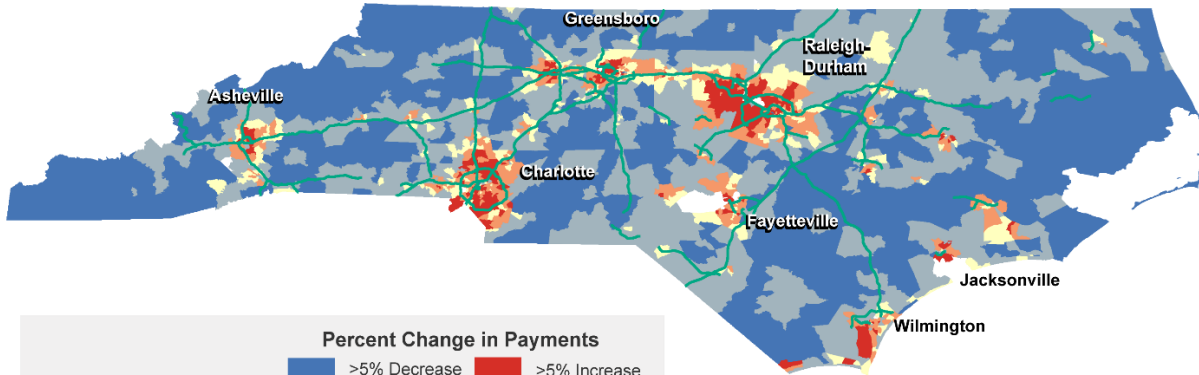 Greensboro
Raleigh-
Durham
Asheville
Charlotte
Fayetteville
Jacksonville
Wilmington
Percent Change in Payments
>5% Decrease
>5% Increase